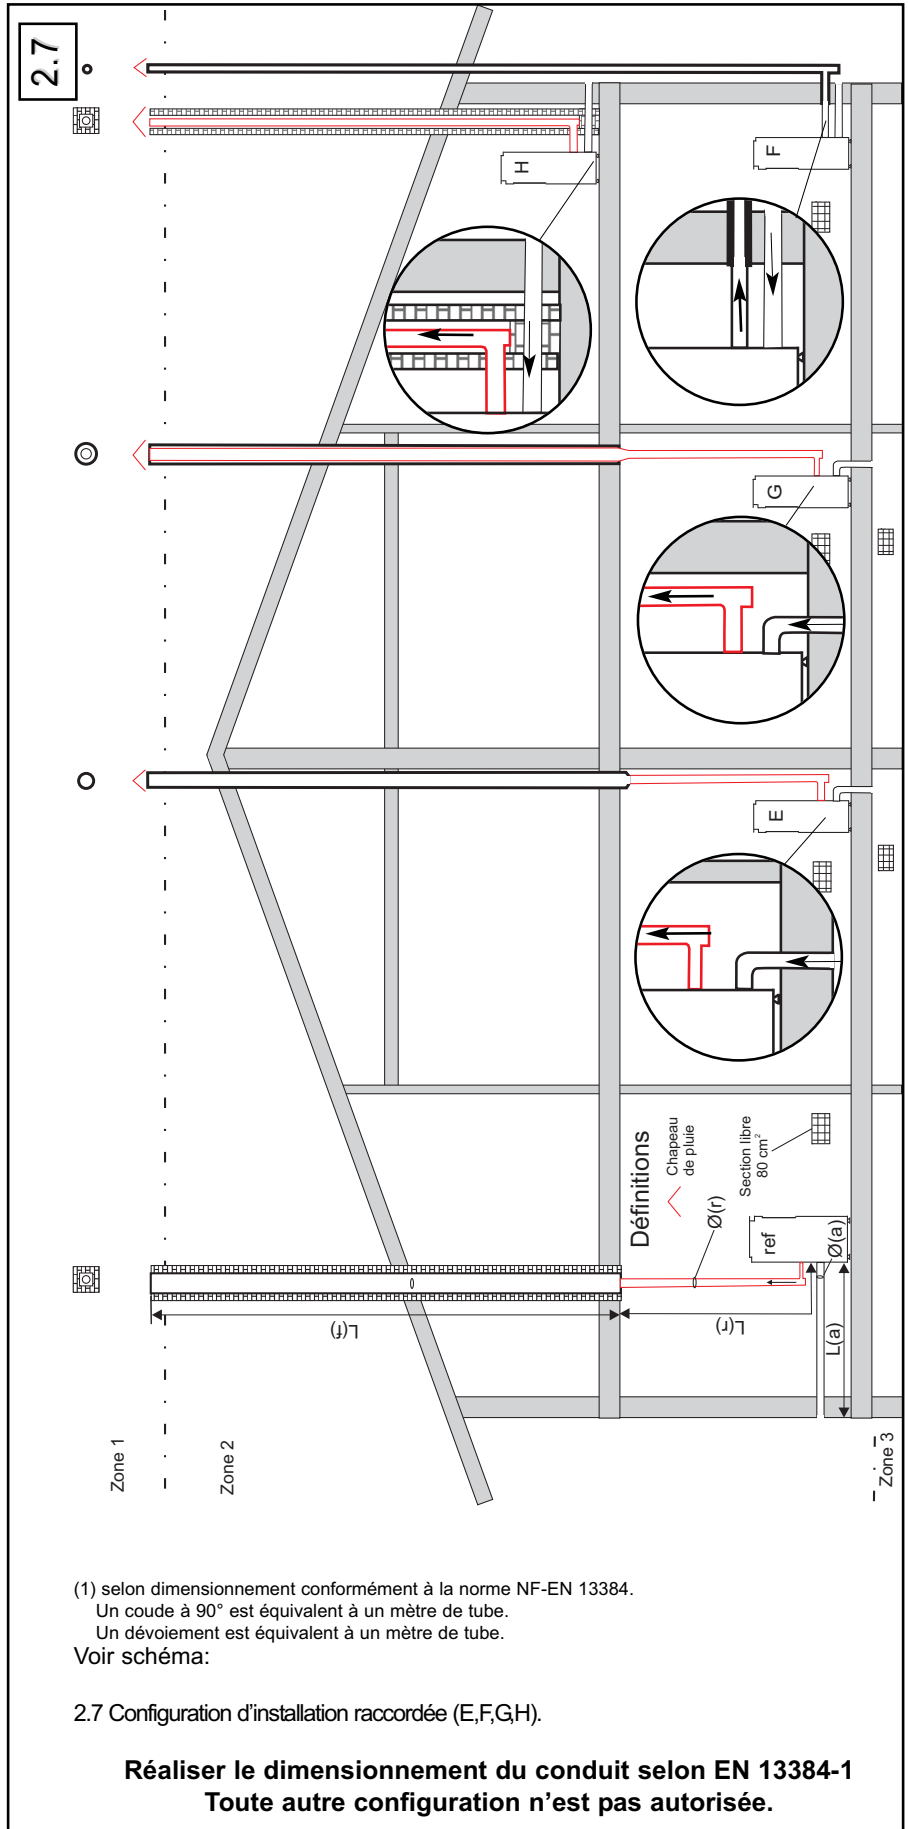 2.7
H
F
G
E
Définitions
Chapeau
de pluie
Section libre
80 cm²
Ø(r)
ref
Ø(a)
L(f)
L(r)
L(a)
Zone 1
Zone 2
Zone 3
(1) selon dimensionnement conformément à la norme NF-EN 13384.
Un coude à 90° est équivalent à un mètre de tube.
Un dévoiement est équivalent à un mètre de tube.
Voir schéma:
2.7 Configuration d'installation raccordée (E,F,G,H).
Réaliser le dimensionnement du conduit selon EN 13384-1
Toute autre configuration n'est pas autorisée.